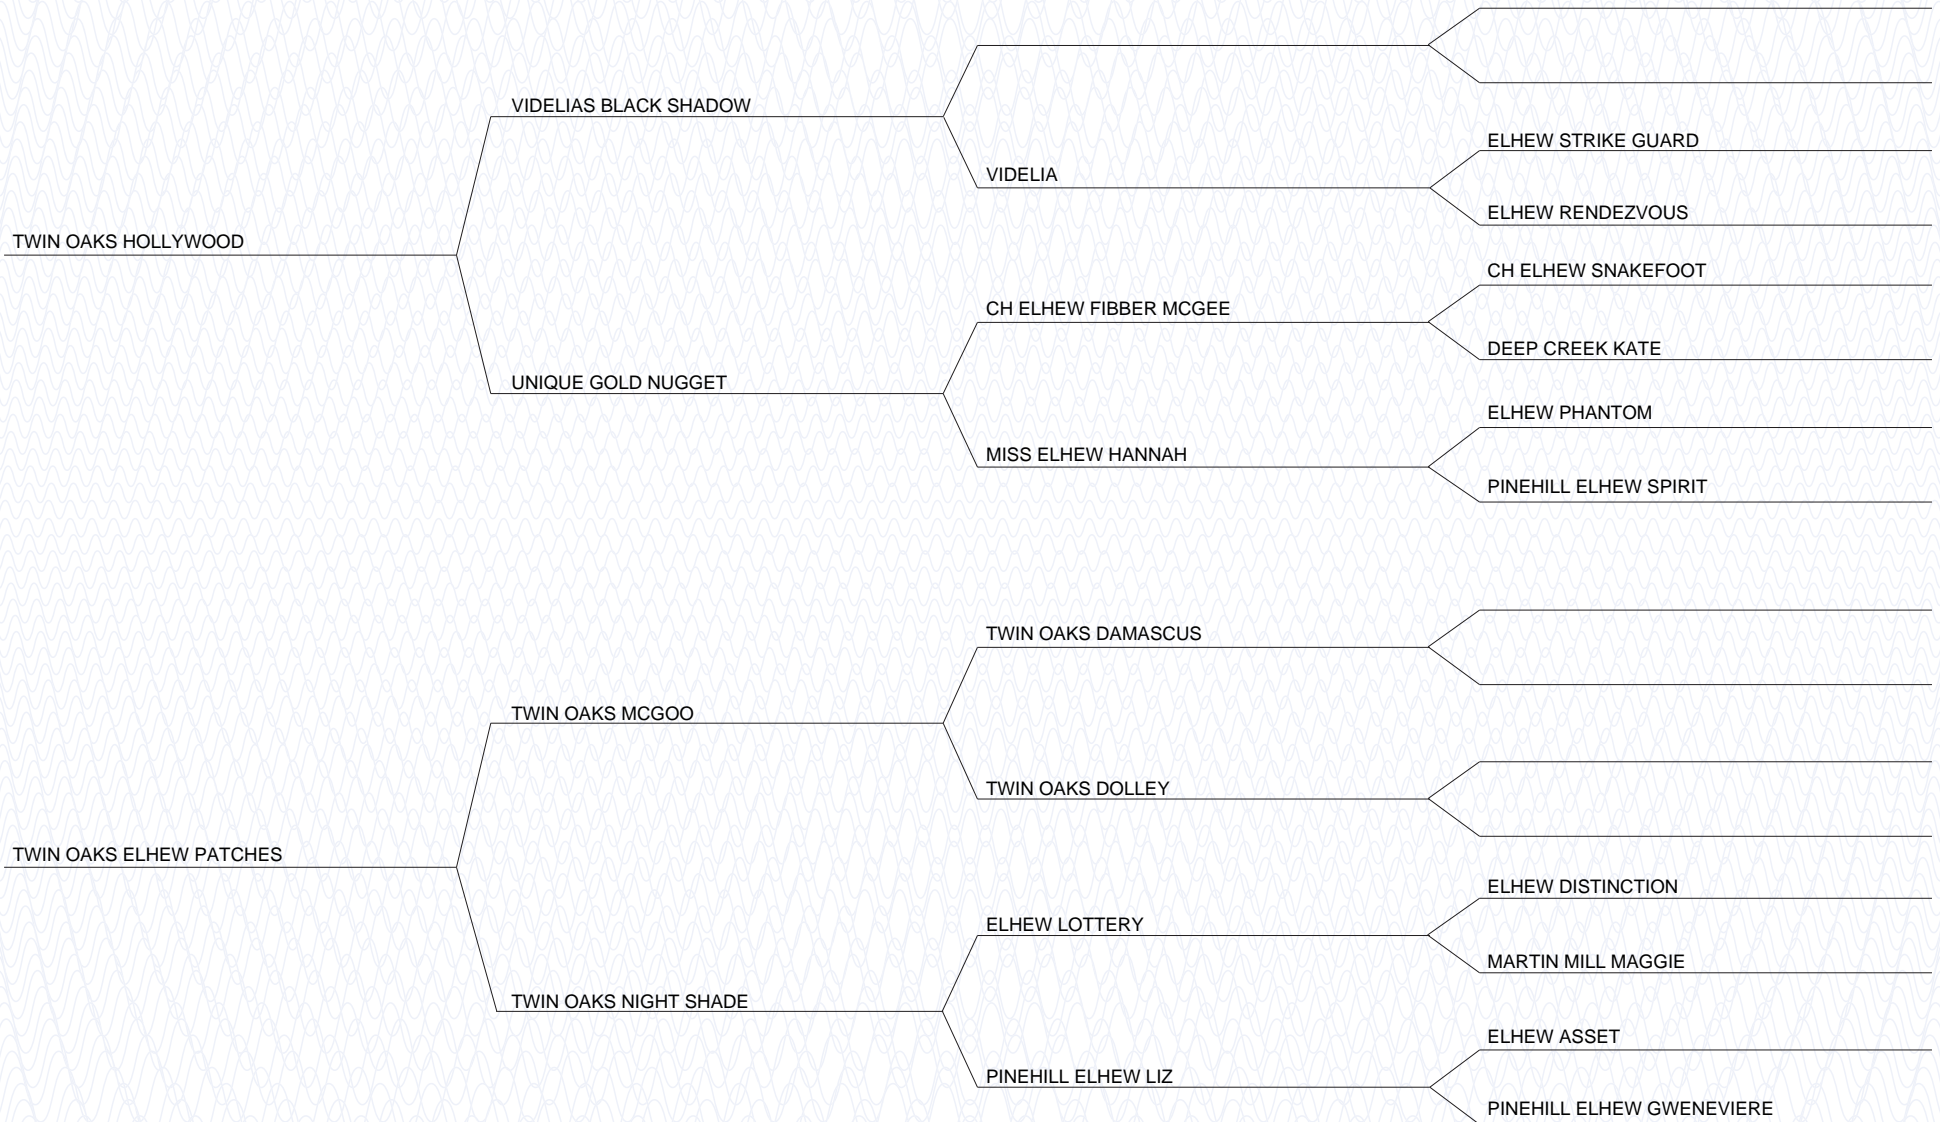 TWIN OAKS HOLLYWOOD
VIDELIAS BLACK SHADOW
VIDELIA
ELHEW STRIKE GUARD
ELHEW RENDEZVOUS
UNIQUE GOLD NUGGET
CH ELHEW FIBBER MCGEE
CH ELHEW SNAKEFOOT
DEEP CREEK KATE
MISS ELHEW HANNAH
ELHEW PHANTOM
PINEHILL ELHEW SPIRIT
TWIN OAKS ELHEW PATCHES
TWIN OAKS MCGOO
TWIN OAKS DAMASCUS
TWIN OAKS DOLLEY
TWIN OAKS NIGHT SHADE
ELHEW LOTTERY
ELHEW DISTINCTION
MARTIN MILL MAGGIE
PINEHILL ELHEW LIZ
ELHEW ASSET
PINEHILL ELHEW GWENEVIERE